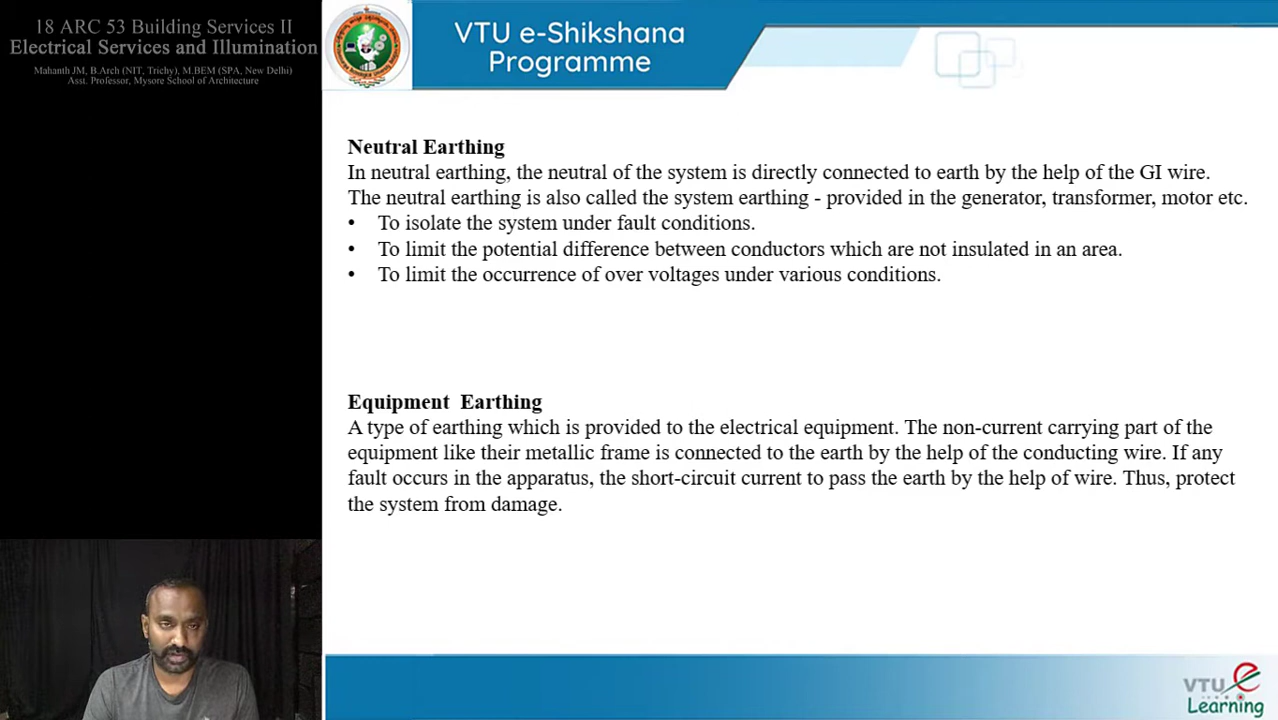 18 ARC 53 Building Services II
Electrical Services and Illumination
Mahanth JM, B.Arch (NIT, Trichy), M.BEM (SPA, New Delhi)
Asst. Professor, Mysore School of Architecture
VTU e-Shikshana
Programme
Neutral Earthing
In neutral earthing, the neutral of the system is directly connected to earth by the help of the GI wire.
The neutral earthing is also called the system earthing - provided in the generator, transformer, motor etc.
• To isolate the system under fault conditions.
• To limit the potential difference between conductors which are not insulated in an area.
• To limit the occurrence of over voltages under various conditions.
Equipment Earthing
A type of earthing which is provided to the electrical equipment. The non-current carrying part of the
equipment like their metallic frame is connected to the earth by the help of the conducting wire. If any
fault occurs in the apparatus, the short-circuit current to pass the earth by the help of wire. Thus, protect
the system from damage.
VTU e
Learning